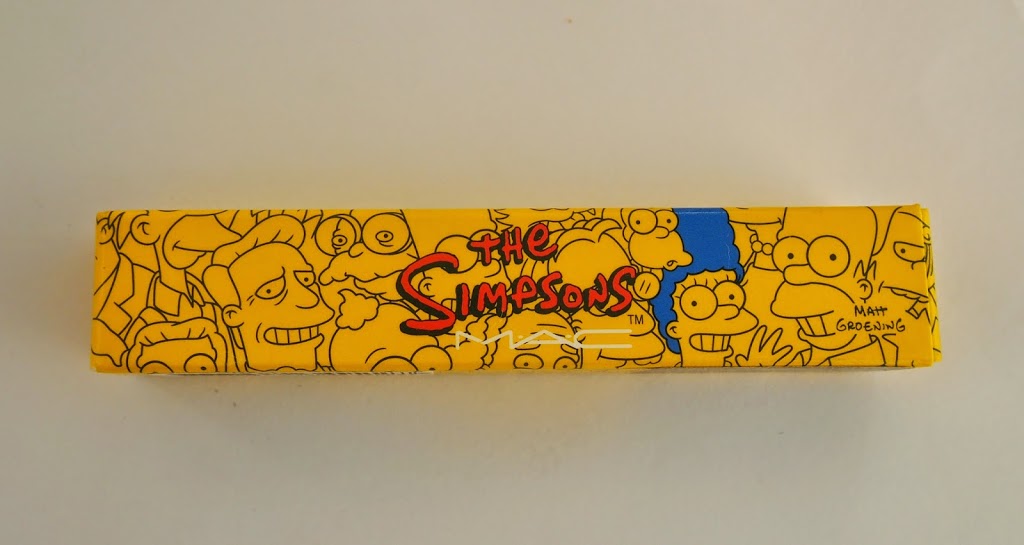 THE
SIMPSONS
TM
MAC
MATT
GROENING